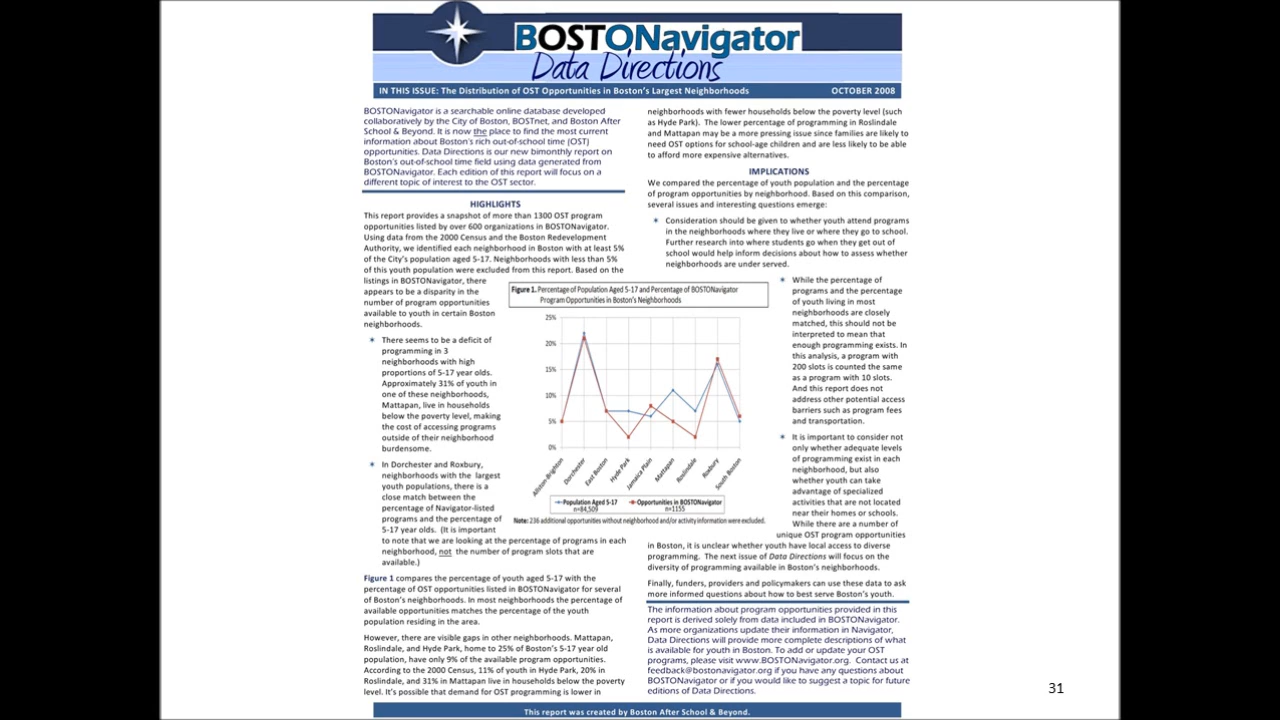 BOSTONavigator
Data Directions
IN THIS ISSUE: The Distribution of OST Opportunities in Boston's Largest Neighborhoods OCTOBER 2008
BOSTONavigator is a searchable online database developed
collaboratively by the City of Boston, BOSTnet, and Boston After
School & Beyond. It is now the place to find the most current
information about Boston's rich out-of-school time (OST)
opportunities. Data Directions is our new bimonthly report on
Boston's out-of-school time field using data generated from
BOSTONavigator. Each edition of this report will focus on a
different topic of interest to the OST sector.
HIGHLIGHTS
This report provides a snapshot of more than 1300 OST program
opportunities listed by over 600 organizations in BOSTONavigator.
Using data from the 2000 Census and the Boston Redevelopment
Authority, we identified each neighborhood in Boston with at least 5%
of the City's population aged 5-17. Neighborhoods with less than 5%
of this youth population were excluded from this report. Based on the
listings in BOSTONavigator, there
appears to be a disparity in the
number of program opportunities
available to youth in certain Boston
neighborhoods.
There seems to be a deficit of
programming in 3
neighborhoods with high
proportions of 5-17 year olds.
Approximately 31% of youth in
one of these neighborhoods,
Mattapan, live in households
below the poverty level, making
the cost of accessing programs
outside of their neighborhood
burdensome.
In Dorchester and Roxbury,
neighborhoods with the largest
youth populations, there is a
close match between the
percentage of Navigator-listed
programs and the percentage of
5-17 year olds. (It is important
to note that we are looking at the percentage of programs in each
neighborhood, not the number of program slots that are
available.)
Figure 1 compares the percentage of youth aged 5-17 with the
percentage of OST opportunities listed in BOSTONavigator for several
of Boston's neighborhoods. In most neighborhoods the percentage of
available opportunities matches the percentage of the youth
population residing in the area.
However, there are visible gaps in other neighborhoods. Mattapan,
Roslindale, and Hyde Park, home to 25% of Boston's 5-17 year old
population, have only 9% of the available program opportunities.
According to the 2000 Census, 11% of youth in Hyde Park, 20% in
Roslindale, and 31% in Mattapan live in households below the poverty
level. It's possible that demand for OST programming is lower in
neighborhoods with fewer households below the poverty level (such
as Hyde Park). The lower percentage of programming in Roslindale
and Mattapan may be a more pressing issue since families are likely to
need OST options for school-age children and are less likely to be able
to afford more expensive alternatives.
IMPLICATIONS
We compared the percentage of youth population and the percentage
of program opportunities by neighborhood. Based on this comparison,
several issues and interesting questions emerge:
Consideration should be given to whether youth attend programs
in the neighborhoods where they live or where they go to school.
Further research into where students go when they get out of
school would help inform decisions about how to assess whether
neighborhoods are under served.
While the percentage of
programs and the percentage
of youth living in most
neighborhoods are closely
matched, this should not be
interpreted to mean that
enough programming exists. In
this analysis, a program with
200 slots is counted the same
as a program with 10 slots.
And this report does not
address other potential access
barriers such as program fees
and transportation.
It is important to consider not
only whether adequate levels
of programming exist in each
neighborhood, but also
whether youth can take
advantage of specialized
activities that are not located
near their homes or schools.
While there are a number of
unique OST program opportunities
in Boston, it is unclear whether youth have local access to diverse
programming. The next issue of Data Directions will focus on the
diversity of programming available in Boston's neighborhoods.
Finally, funders, providers and policymakers can use these data to ask
more informed questions about how to best serve Boston's youth.
The information about program opportunities provided in this
report is derived solely from data included in BOSTONavigator.
As more organizations update their information in Navigator,
Data Directions will provide more complete descriptions of what
is available for youth in Boston. To add or update your OST
programs, please visit www.BOSTONavigator.org. Contact us at
feedback@bostonavigator.org if you have any questions about
BOSTONavigator or if you would like to suggest a topic for future
editions of Data Directions.
Figure 1. Percentage of Population Aged 5-17 and Percentage of BOSTONavigator
Program Opportunities in Boston's Neighborhoods
25%
20%
15%
10%
5%
0%
Allston-Brighton
Dorchester
East Boston
Hyde Park
Jamaica Plain
Mattapan
Roslindale
Roxbury
South Boston
Population Aged 5-17 Opportunities in BOSTONavigator
n=84,509 n=1155
Note: 236 additional opportunities without neighborhood and/or activity information were excluded.
This report was created by Boston After School & Beyond.
31